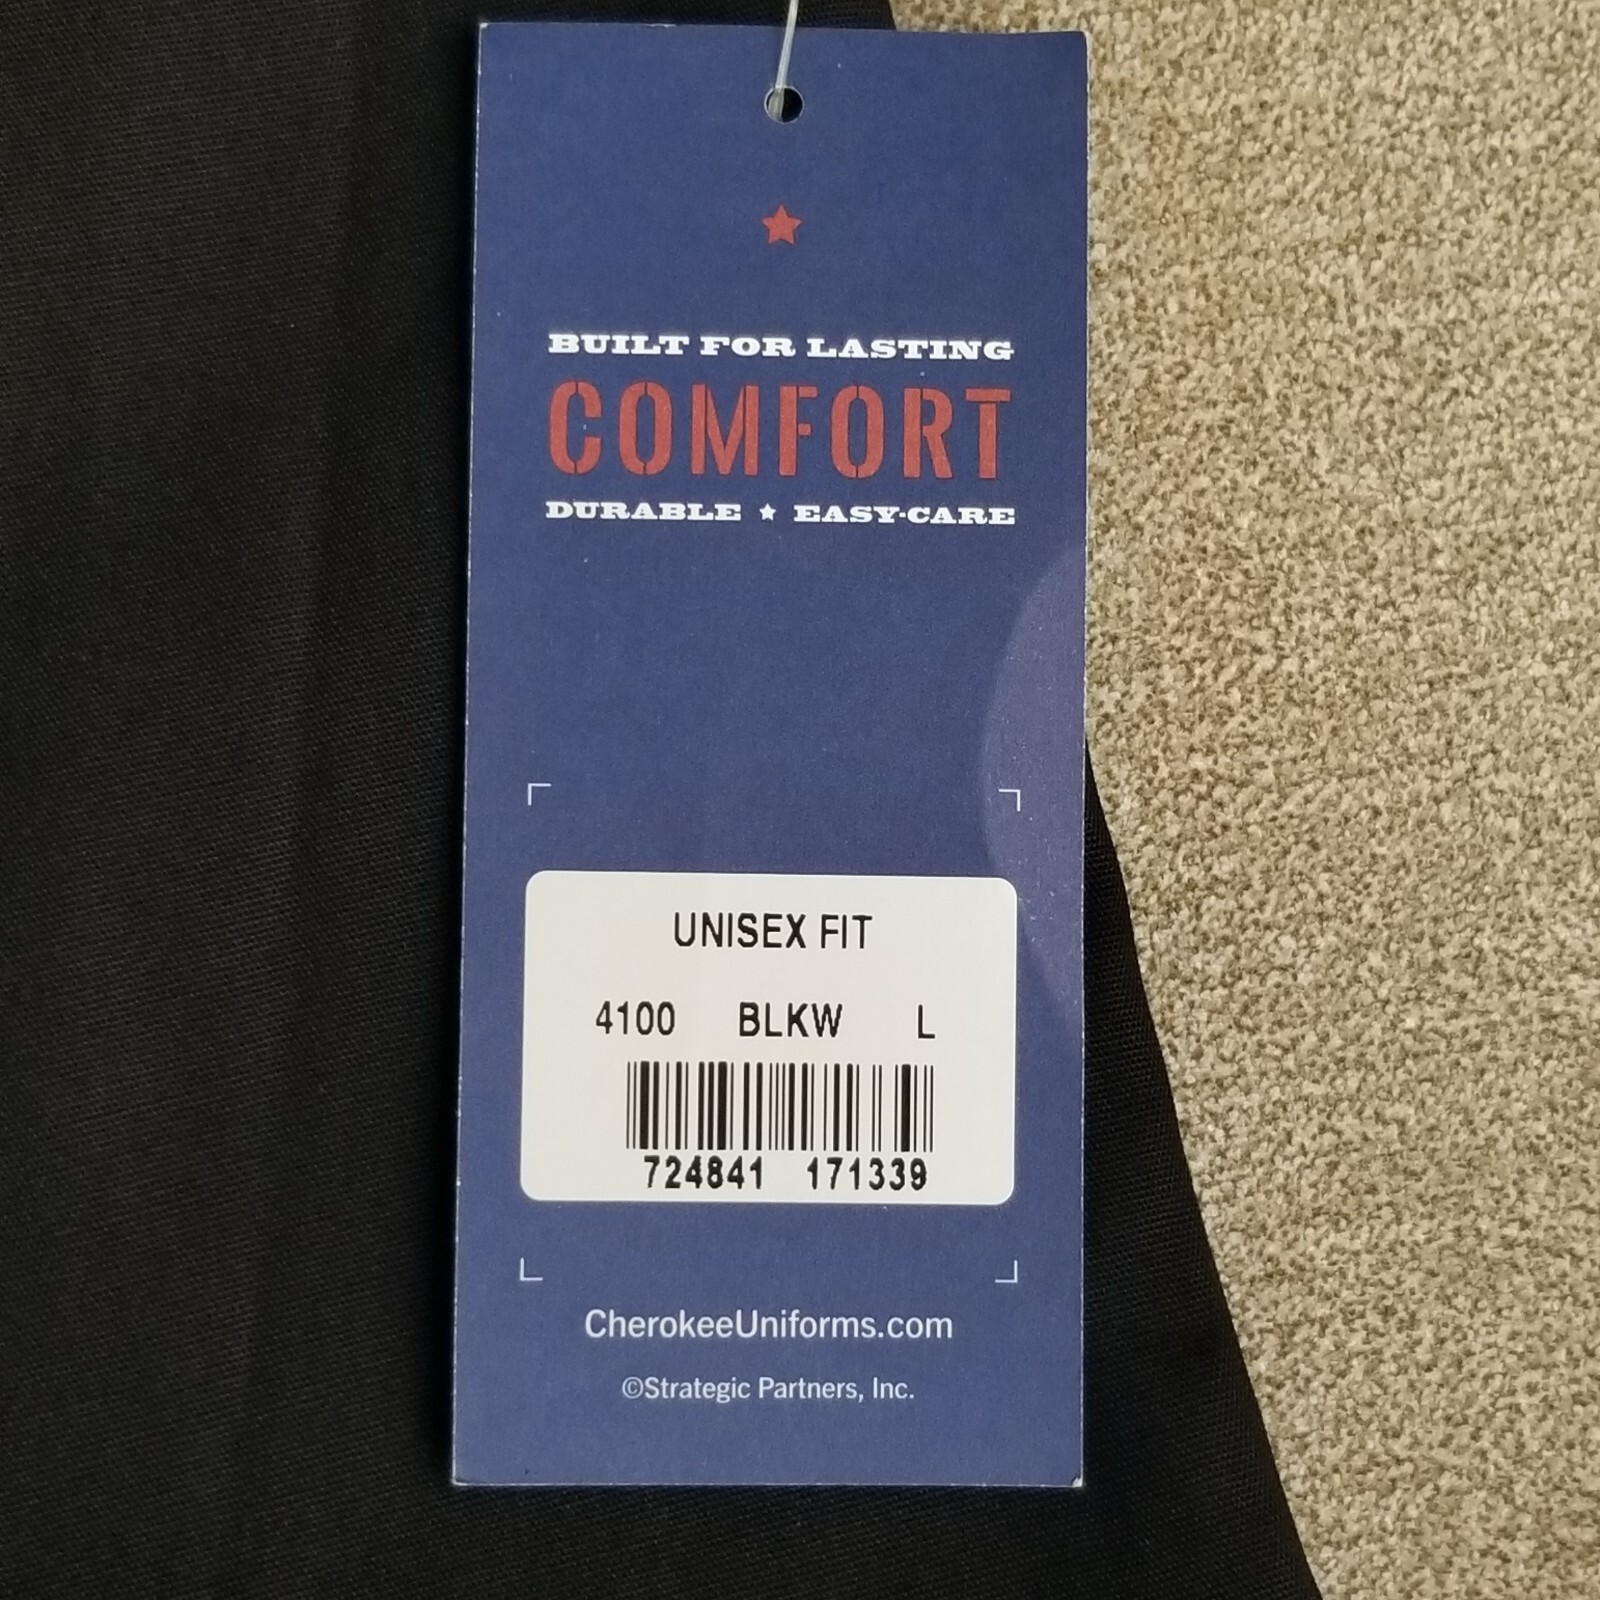 BUILT FOR LASTING
COMFORT
DURABLE ★ EASY-CARE
UNISEX FIT
4100 BLKW L
724841 171339
CherokeeUniforms.com
©Strategic Partners, Inc.